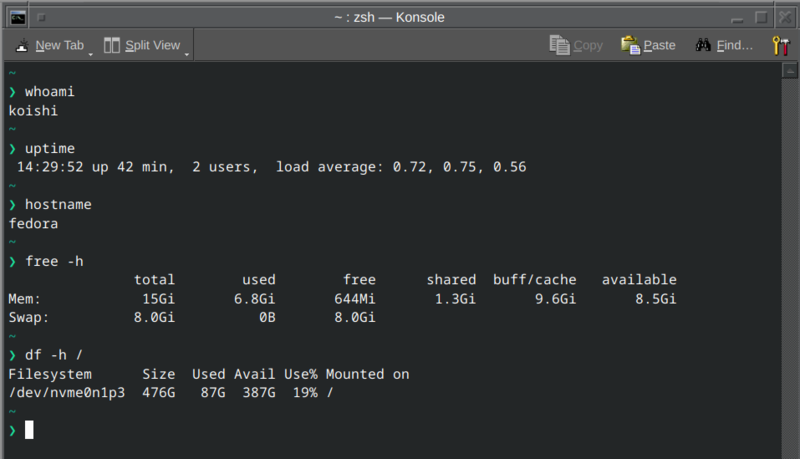 ~ : zsh — Konsole
New Tab Split View Copy Paste Find...
~
❯ whoami
koishi
~
❯ uptime
 14:29:52 up 42 min,  2 users,  load average: 0.72, 0.75, 0.56
~
❯ hostname
fedora
~
❯ free -h
               total        used        free      shared  buff/cache   available
Mem:            15Gi       6.8Gi       644Mi       1.3Gi       9.6Gi       8.5Gi
Swap:          8.0Gi          0B       8.0Gi
~
❯ df -h /
Filesystem      Size  Used Avail Use% Mounted on
/dev/nvme0n1p3  476G   87G  387G  19% /
~
❯